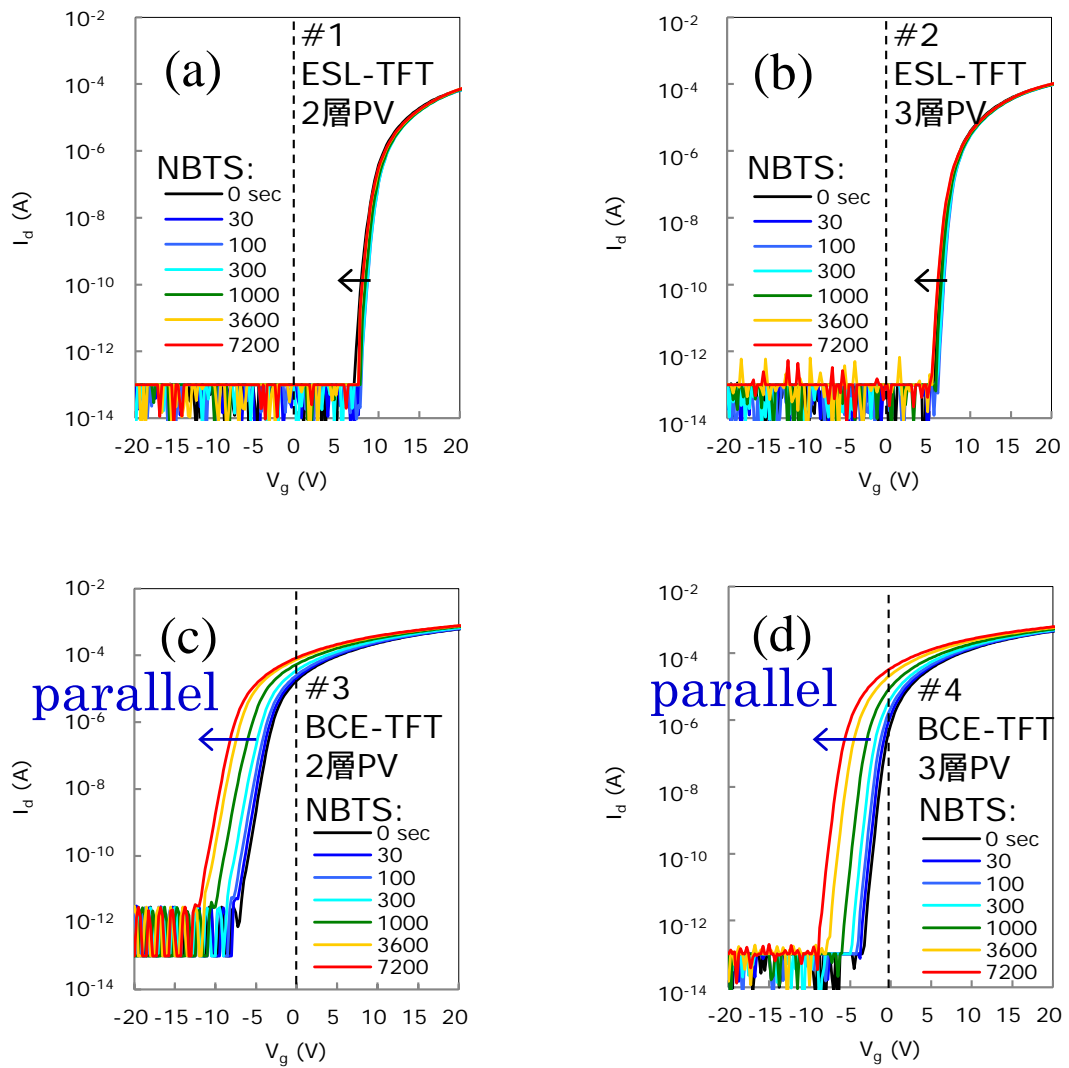 (a)
#1
ESL-TFT
2層PV
NBTS:
0 sec
30
100
300
1000
3600
7200
10-2
10-4
10-6
10-8
10-10
10-12
10-14
Id (A)
-20 -15 -10 -5 0 5 10 15 20
Vg (V)
(b)
#2
ESL-TFT
3層PV
NBTS:
0 sec
30
100
300
1000
3600
7200
10-2
10-4
10-6
10-8
10-10
10-12
10-14
Id (A)
-20 -15 -10 -5 0 5 10 15 20
Vg (V)
(c)
parallel
#3
BCE-TFT
2層PV
NBTS:
0 sec
30
100
300
1000
3600
7200
10-2
10-4
10-6
10-8
10-10
10-12
10-14
Id (A)
-20 -15 -10 -5 0 5 10 15 20
Vg (V)
(d)
parallel
#4
BCE-TFT
3層PV
NBTS:
0 sec
30
100
300
1000
3600
7200
10-2
10-4
10-6
10-8
10-10
10-12
10-14
Id (A)
-20 -15 -10 -5 0 5 10 15 20
Vg (V)